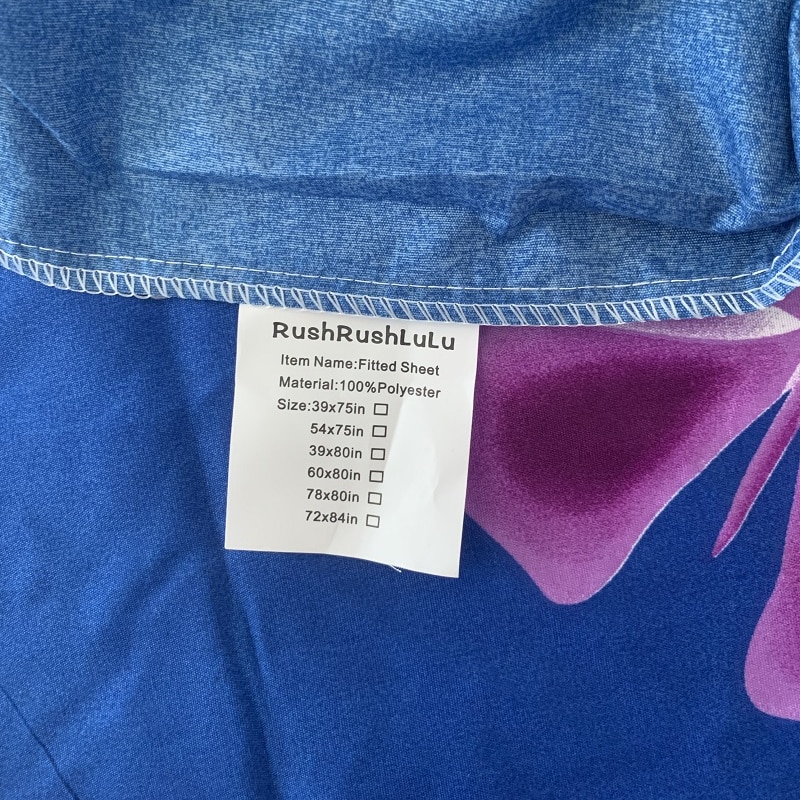 RushRushLuLu
Item Name:Fitted Sheet
Material:100%Polyester
Size:39x75in □
54x75in □
39x80in □
60x80in □
78x80in □
72x84in □